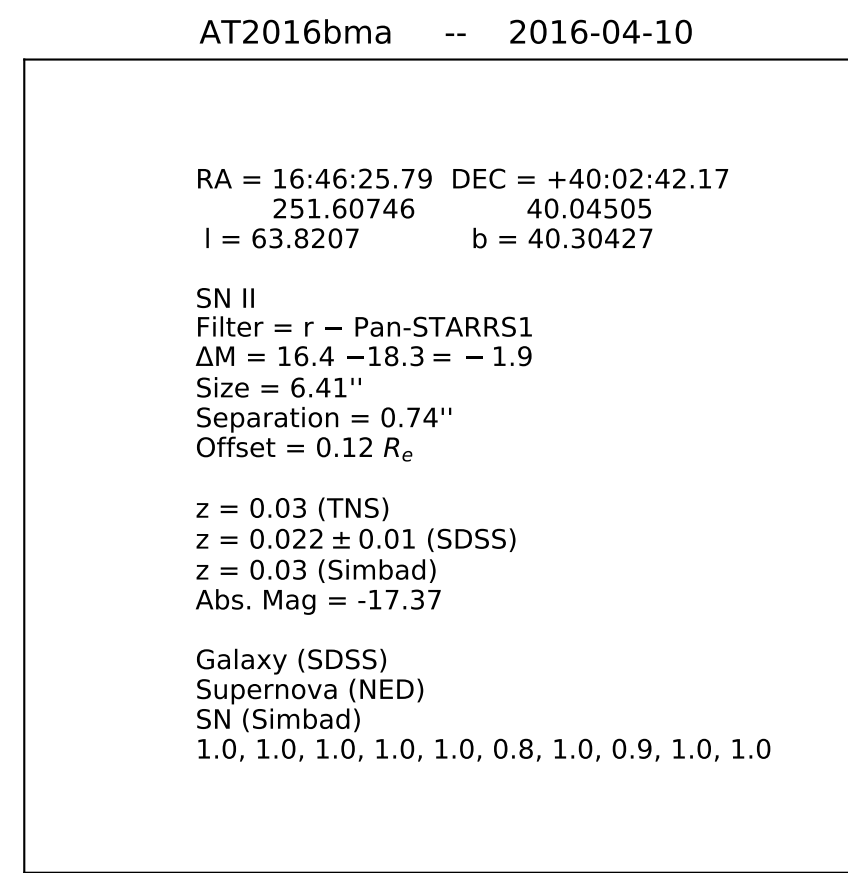 AT2016bma -- 2016-04-10
RA = 16:46:25.79 DEC = +40:02:42.17
251.60746 40.04505
l = 63.8207 b = 40.30427
SN II
Filter = r − Pan-STARRS1
ΔM = 16.4 −18.3 = − 1.9
Size = 6.41''
Separation = 0.74''
Offset = 0.12 Re
z = 0.03 (TNS)
z = 0.022 ± 0.01 (SDSS)
z = 0.03 (Simbad)
Abs. Mag = -17.37
Galaxy (SDSS)
Supernova (NED)
SN (Simbad)
1.0, 1.0, 1.0, 1.0, 1.0, 0.8, 1.0, 0.9, 1.0, 1.0